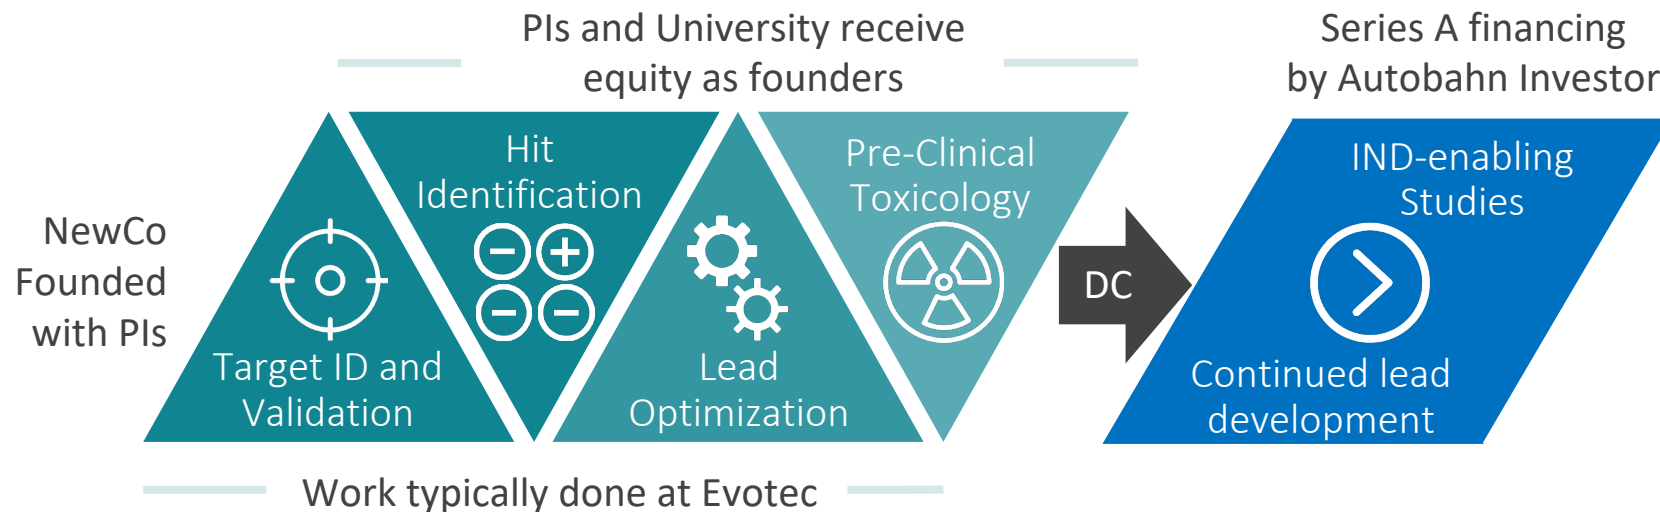 PIs and University receive
equity as founders
Series A financing
by Autobahn Investor
NewCo
Founded
with PIs
Target ID and
Validation
Hit
Identification
Lead
Optimization
Pre-Clinical
Toxicology
DC
IND-enabling
Studies
Continued lead
development
Work typically done at Evotec